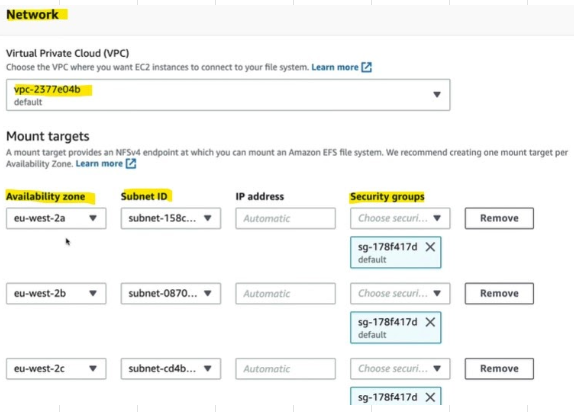 Network
Virtual Private Cloud (VPC)
Choose the VPC where you want EC2 instances to connect to your file system. Learn more
vpc-2377e04b
default
Mount targets
A mount target provides an NFSv4 endpoint at which you can mount an Amazon EFS file system. We recommend creating one mount target per
Availability Zone. Learn more
Availability zone Subnet ID IP address Security groups
eu-west-2a subnet-158c... Automatic Choose securi... Remove
sg-178f417d
default
eu-west-2b subnet-0870... Automatic Choose securi... Remove
sg-178f417d
default
eu-west-2c subnet-cd4b... Automatic Choose securi... Remove
sg-178f417d